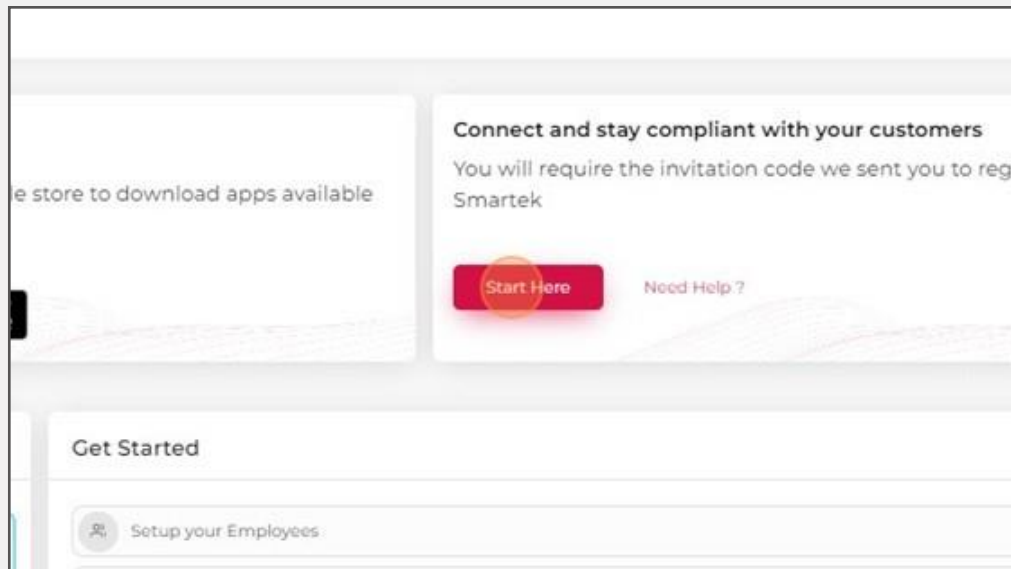 le store to download apps available
Connect and stay compliant with your customers
You will require the invitation code we sent you to reg
Smartek
Start Here
Need Help ?
Get Started
Setup your Employees